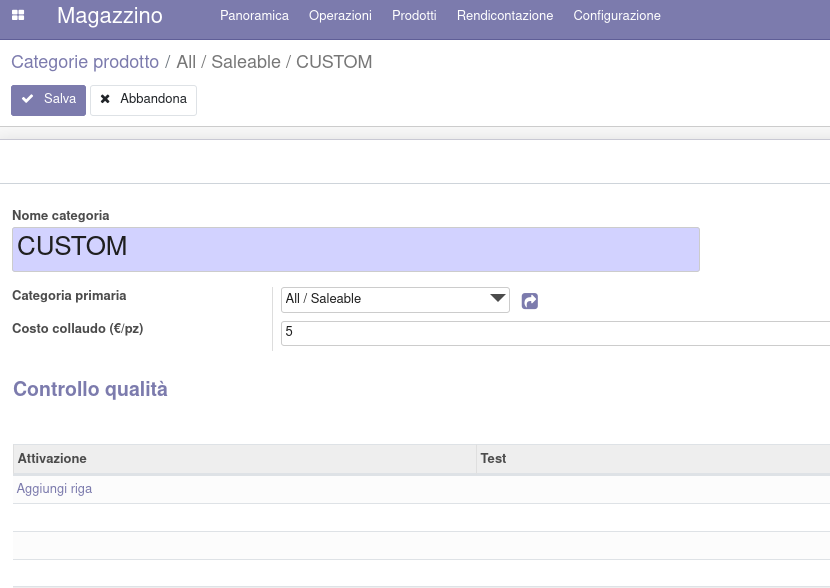 Magazzino Panoramica Operazioni Prodotti Rendicontazione Configurazione
Categorie prodotto / All / Saleable / CUSTOM
Salva Abbandona
Nome categoria
CUSTOM
Categoria primaria All / Saleable
Costo collaudo (€/pz) 5
Controllo qualità
Attivazione Test
Aggiungi riga